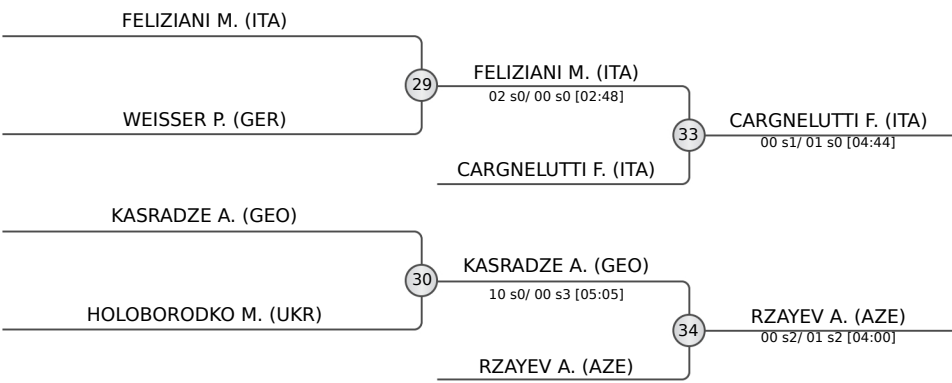 FELIZIANI M. (ITA)
29
WEISSER P. (GER)
FELIZIANI M. (ITA)
02 s0/ 00 s0 [02:48]
33
CARGNELUTTI F. (ITA)
CARGNELUTTI F. (ITA)
00 s1/ 01 s0 [04:44]
KASRADZE A. (GEO)
30
HOLOBORODKO M. (UKR)
KASRADZE A. (GEO)
10 s0/ 00 s3 [05:05]
34
RZAYEV A. (AZE)
RZAYEV A. (AZE)
00 s2/ 01 s2 [04:00]